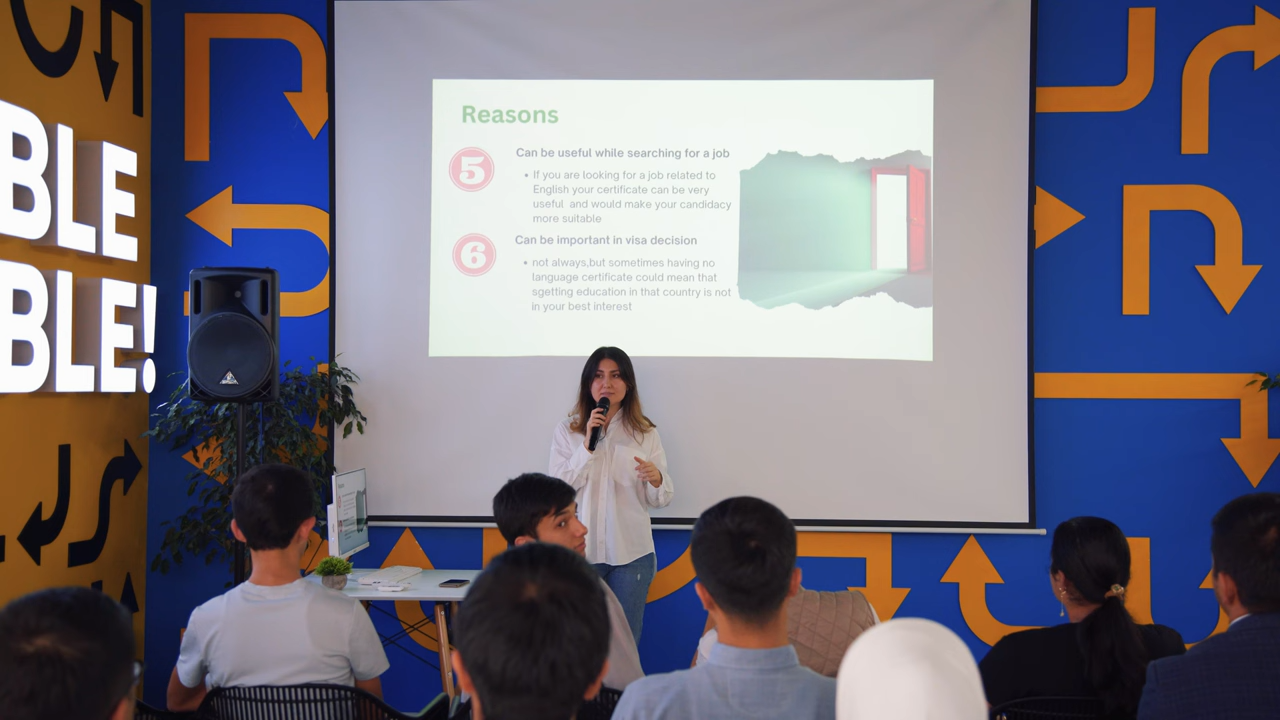 BLE
BLE!
Reasons
5
Can be useful while searching for a job
• If you are looking for a job related to
English your certificate can be very
useful and would make your candidacy
more suitable
6
Can be important in visa decision
• not always,but sometimes having no
language certificate could mean that
sgetting education in that country is not
in your best interest